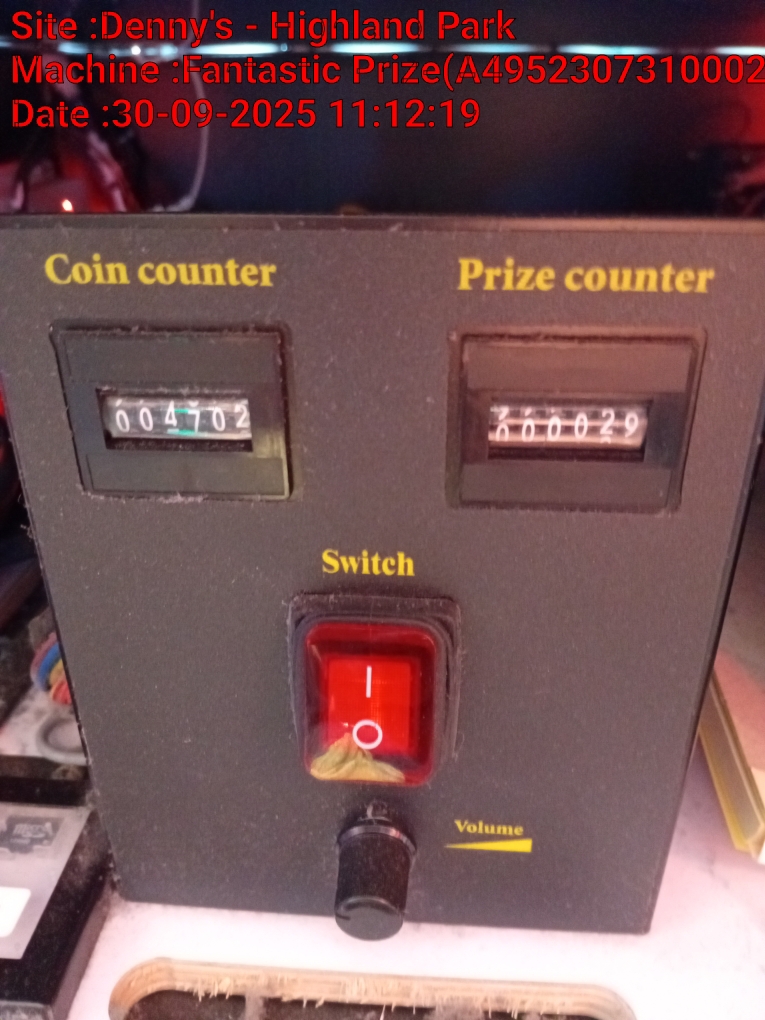 Site :Denny's - Highland Park
Machine :Fantastic Prize(A4952307310002
Date :30-09-2025 11:12:19
Coin counter
Prize counter
004702
000029
Switch
I
O
Volume